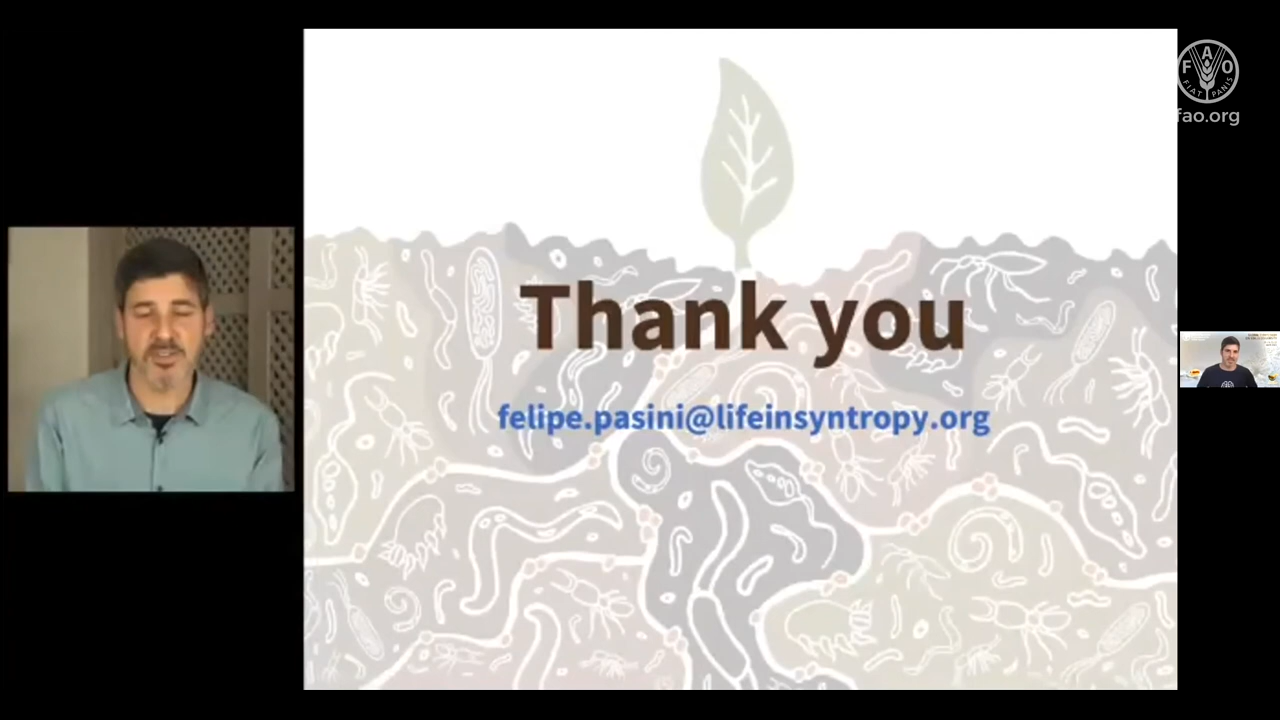 Thank you
felipe.pasini@lifeinsyntropy.org
F A O
FIAT PANIS
fao.org